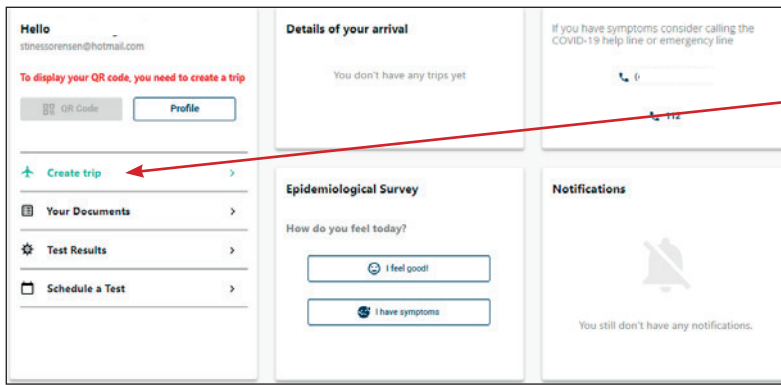 Hello
stinessorensen@hotmail.com
To display your QR code, you need to create a trip
QR Code
Profile
Create trip
Your Documents
Test Results
Schedule a Test
Details of your arrival
You don't have any trips yet
Epidemiological Survey
How do you feel today?
I feel good!
I have symptoms
If you have symptoms consider calling the
COVID-19 help line or emergency line
112
Notifications
You still don't have any notifications.